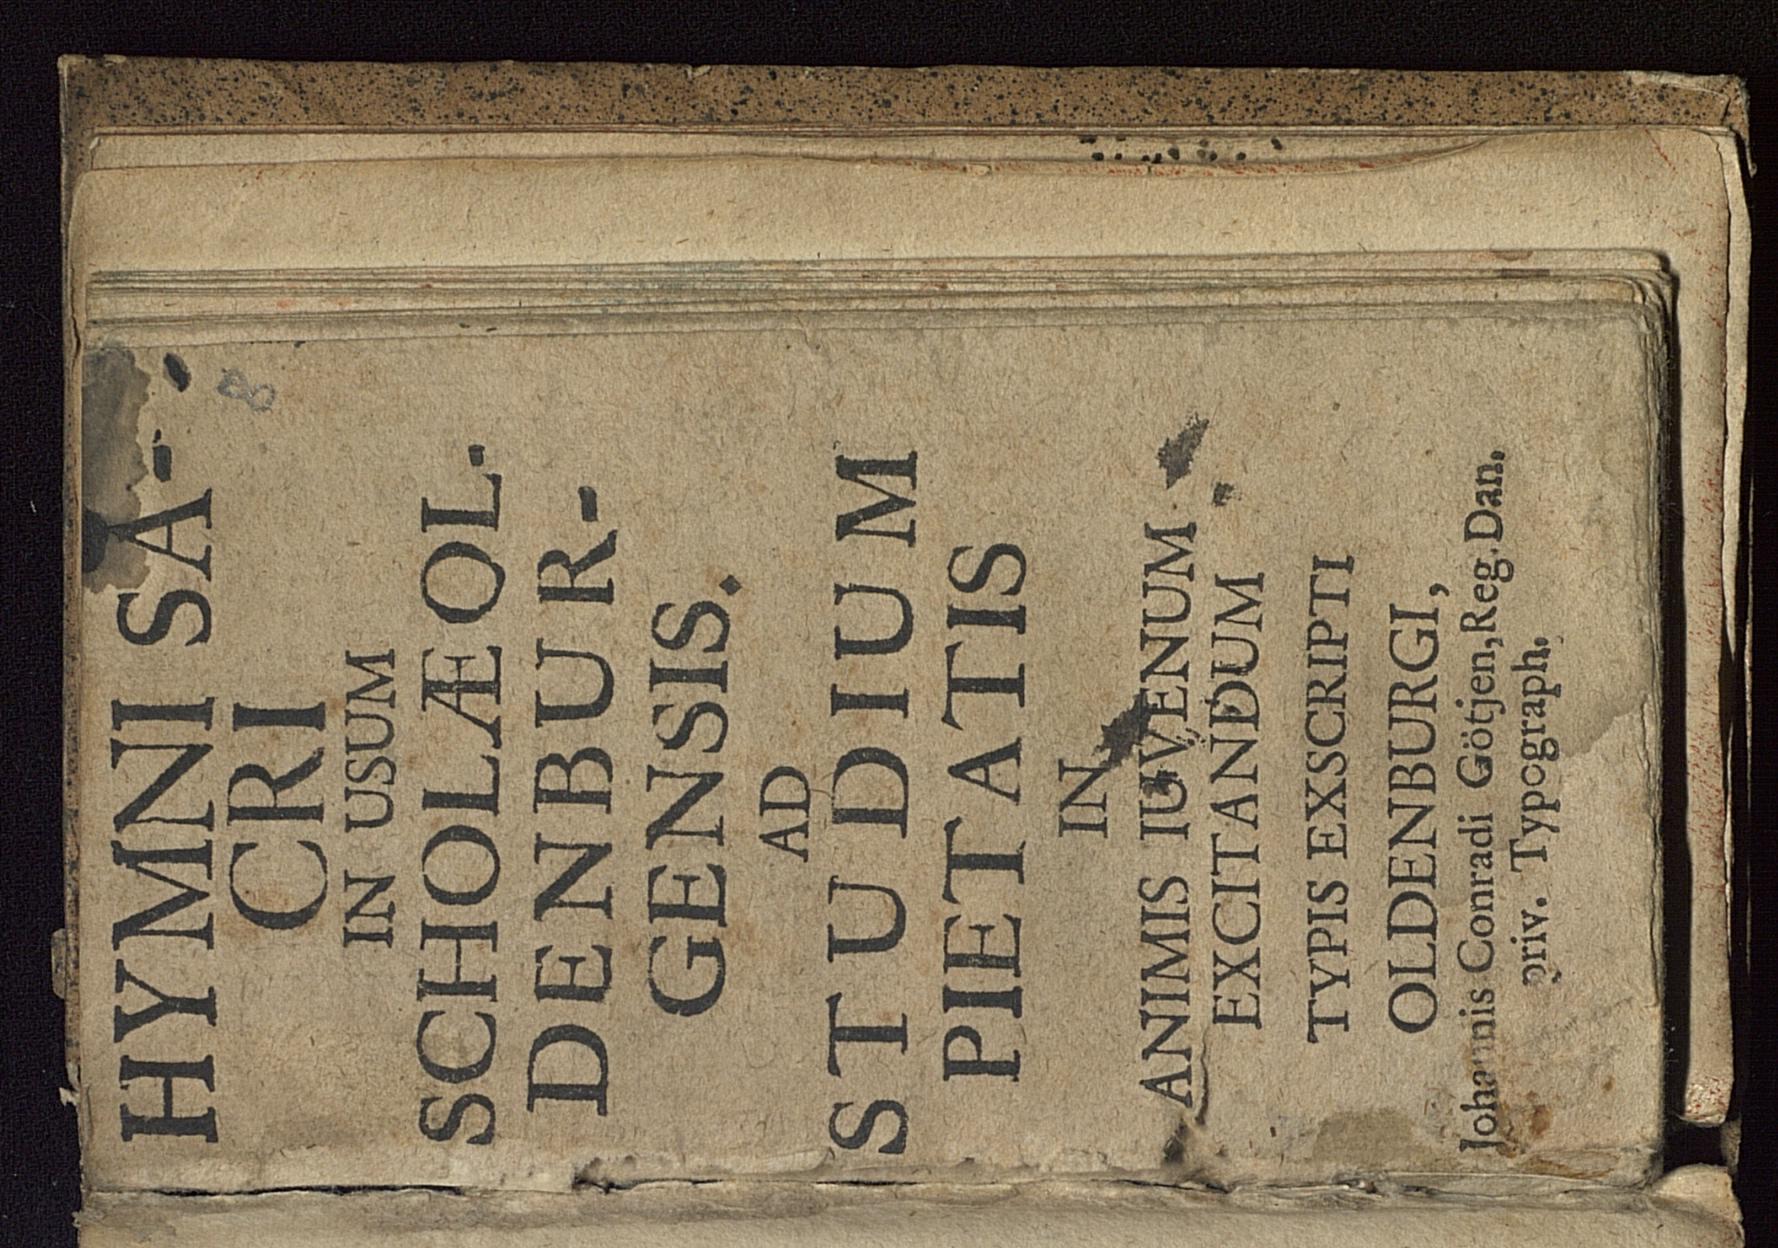 8
HYMNI SA-
CRI
IN USUM
SCHOLÆ OL-
DENBUR-
GENSIS.
AD
STUDIUM
PIETATIS
IN
ANIMIS IUVENUM
EXCITANDUM
TYPIS EXSCRIPTI
OLDENBURGI,
Johannis Conradi Götjen, Reg. Dan.
priv. Typograph.